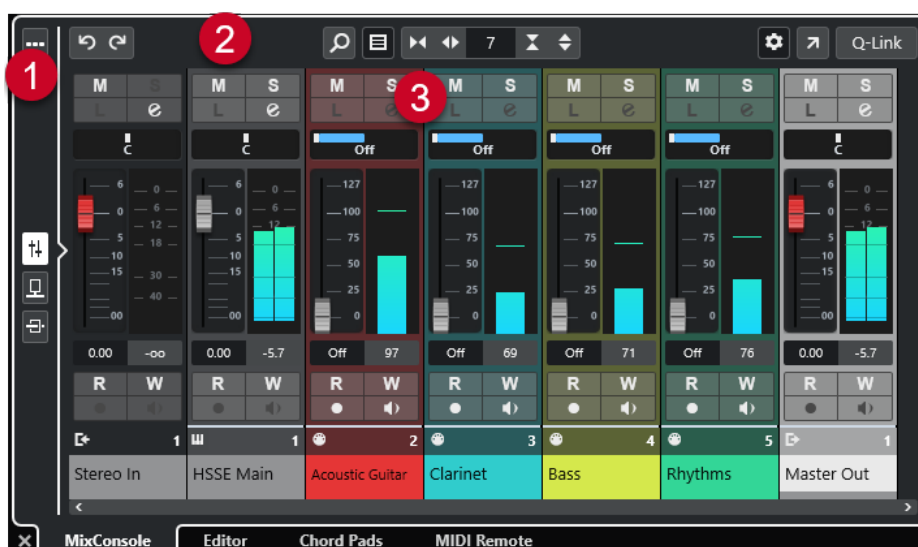 1
2
7
Q-Link
3
M S M S M S M S M S M S M S
L e L e L e L e L e L e L e
C C Off Off Off Off C
6 0 6 0 127 127 127 127 6 0
0 6 0 6 100 100 100 100 0 6
5 12 5 12 75 75 75 75 5 12
10 18 10 50 50 50 50 10
15 30 15 25 25 25 25 15
00 40 00 0 0 0 0 00
0.00 -oo 0.00 -5.7 Off 97 Off 69 Off 71 Off 76 0.00 -5.7
R W R W R W R W R W R W R W
1 1 2 3 4 5 1
Stereo In HSSE Main Acoustic Guitar Clarinet Bass Rhythms Master Out
MixConsole Editor Chord Pads MIDI Remote